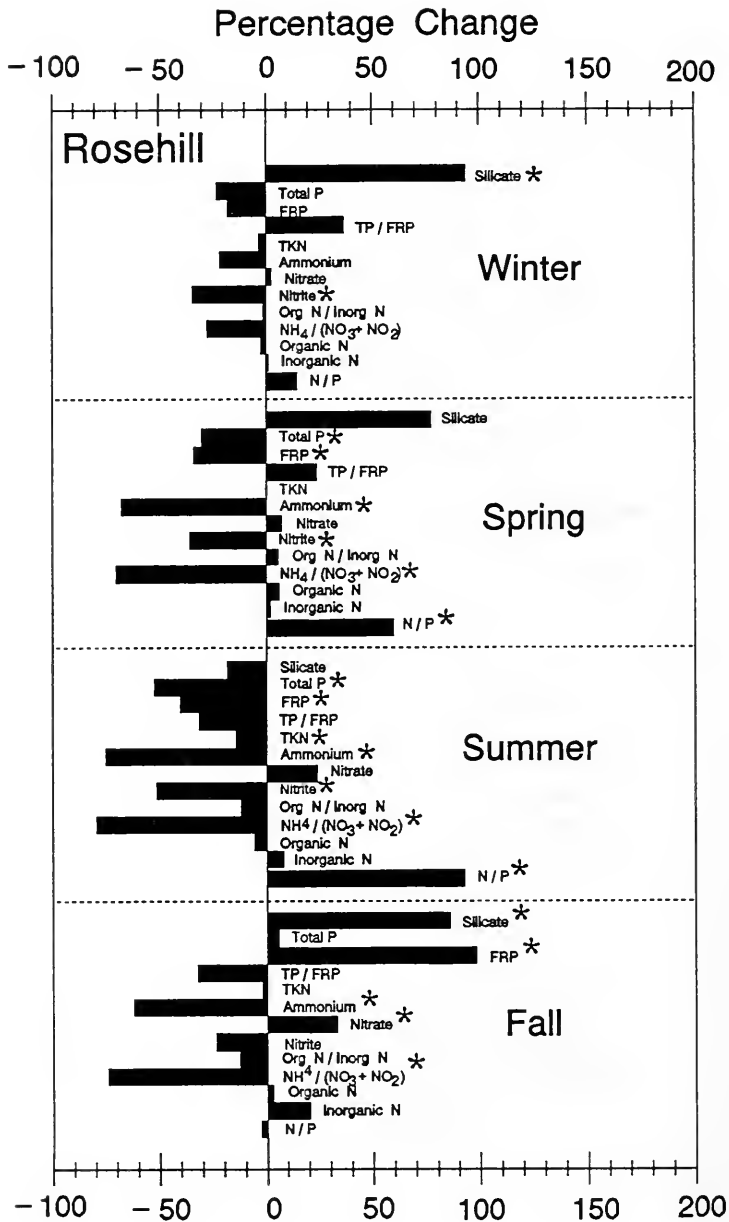 Percentage Change
−100 −50 0 50 100 150 200
Rosehill
Silicate *
Total P
FRP
TP / FRP
TKN
Ammonium
Nitrate
Nitrite *
Org N / Inorg N
NH4 / (NO3 + NO2)
Organic N
Inorganic N
N / P
Winter
Silicate
Total P *
FRP *
TP / FRP
TKN
Ammonium *
Nitrate
Nitrite *
Org N / Inorg N
NH4 / (NO3 + NO2) *
Organic N
Inorganic N
N / P *
Spring
Silicate
Total P *
FRP *
TP / FRP
TKN *
Ammonium *
Nitrate
Nitrite *
Org N / Inorg N
NH4 / (NO3 + NO2) *
Organic N
Inorganic N
N / P *
Summer
Silicate *
Total P
FRP *
TP / FRP
TKN
Ammonium *
Nitrate *
Nitrite
Org N / Inorg N
NH4 / (NO3 + NO2) *
Organic N
Inorganic N
N / P
Fall
−100 −50 0 50 100 150 200